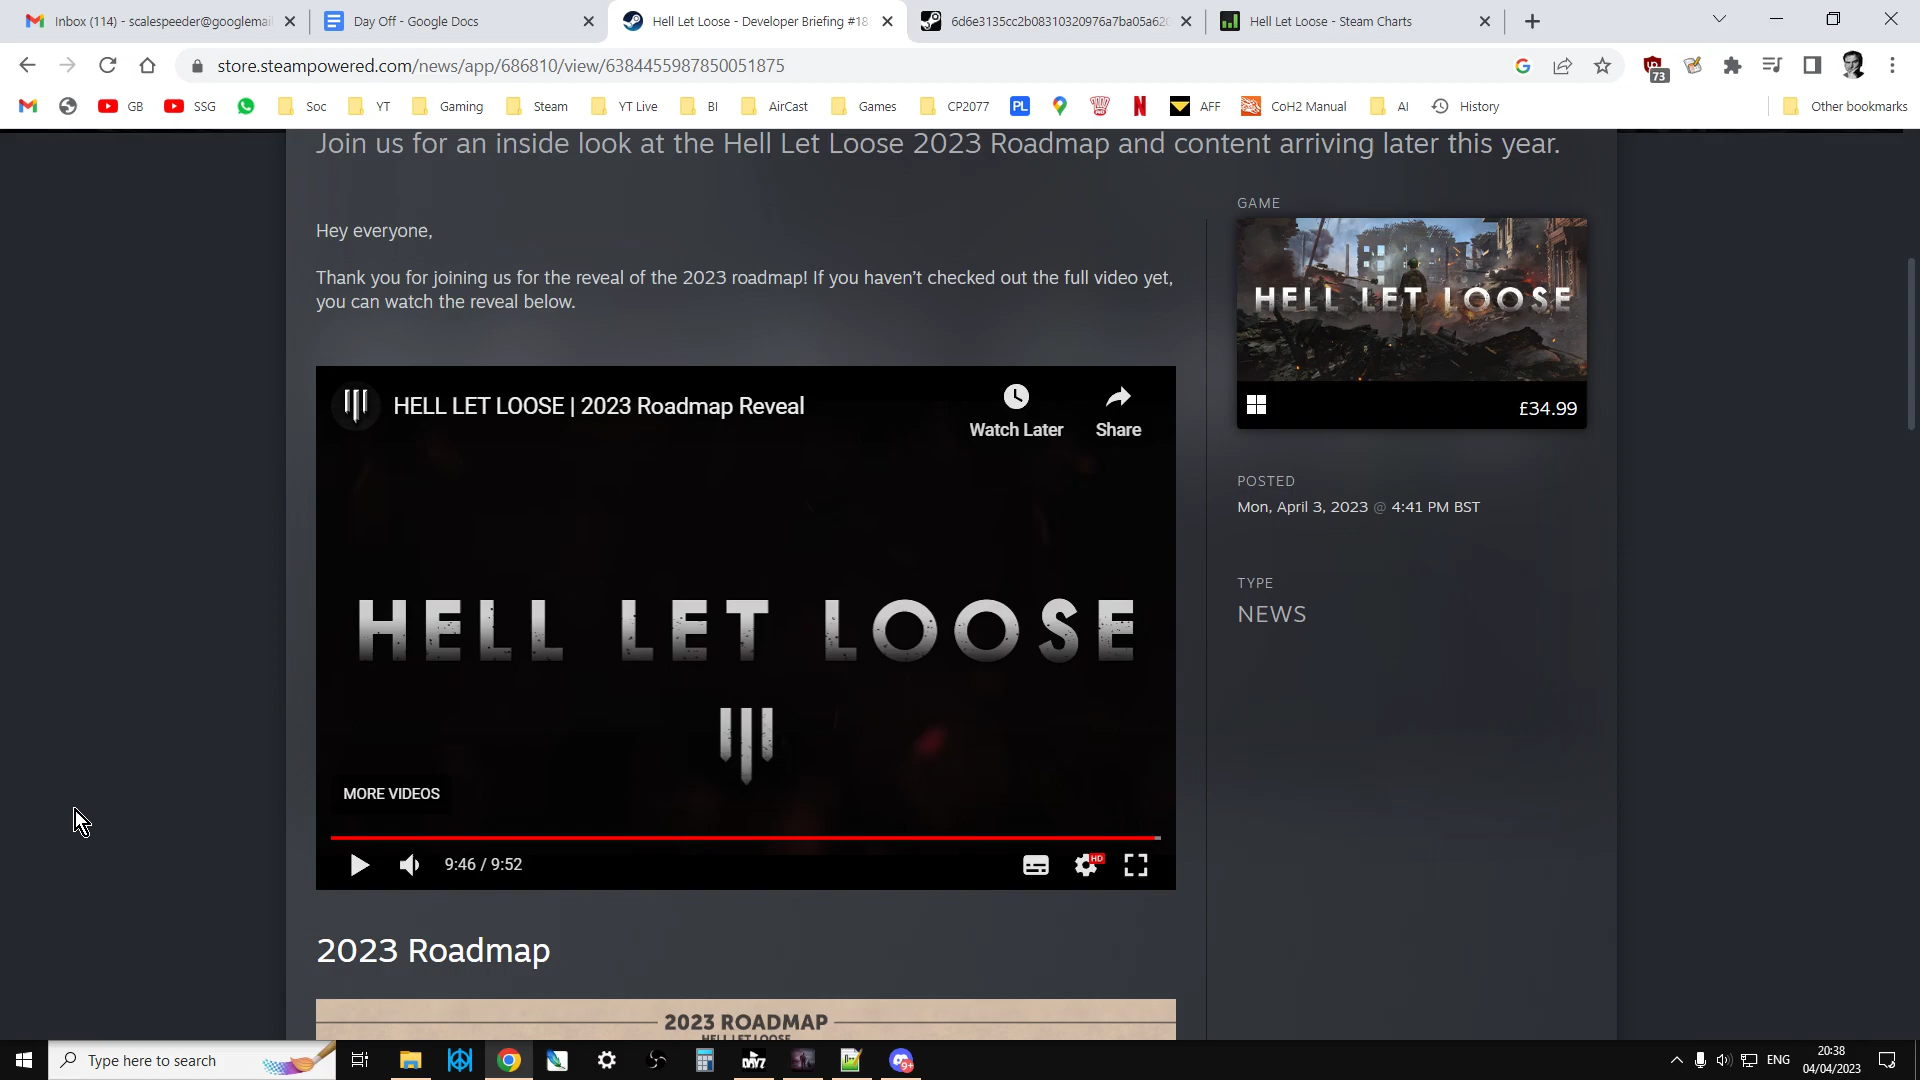 Inbox (114) - scalespeeder@googlemai
Day Off - Google Docs
Hell Let Loose - Developer Briefing #18
6d6e3135cc2b08310320976a7ba05a62
Hell Let Loose - Steam Charts
store.steampowered.com/news/app/686810/view/6384455987850051875
73
GB
SSG
Soc
YT
Gaming
Steam
YT Live
BI
AirCast
Games
CP2077
PL
AFF
CoH2 Manual
AI
History
Other bookmarks
Join us for an inside look at the Hell Let Loose 2023 Roadmap and content arriving later this year.
Hey everyone,
Thank you for joining us for the reveal of the 2023 roadmap! If you haven’t checked out the full video yet,
you can watch the reveal below.
HELL LET LOOSE | 2023 Roadmap Reveal
Watch Later
Share
HELL LET LOOSE
MORE VIDEOS
9:46 / 9:52
HD
2023 Roadmap
2023 ROADMAP
HELL LET LOOSE
GAME
HELL LET LOOSE
£34.99
POSTED
Mon, April 3, 2023 @ 4:41 PM BST
TYPE
NEWS
Type here to search
DAYZ
9+
ENG
20:38
04/04/2023